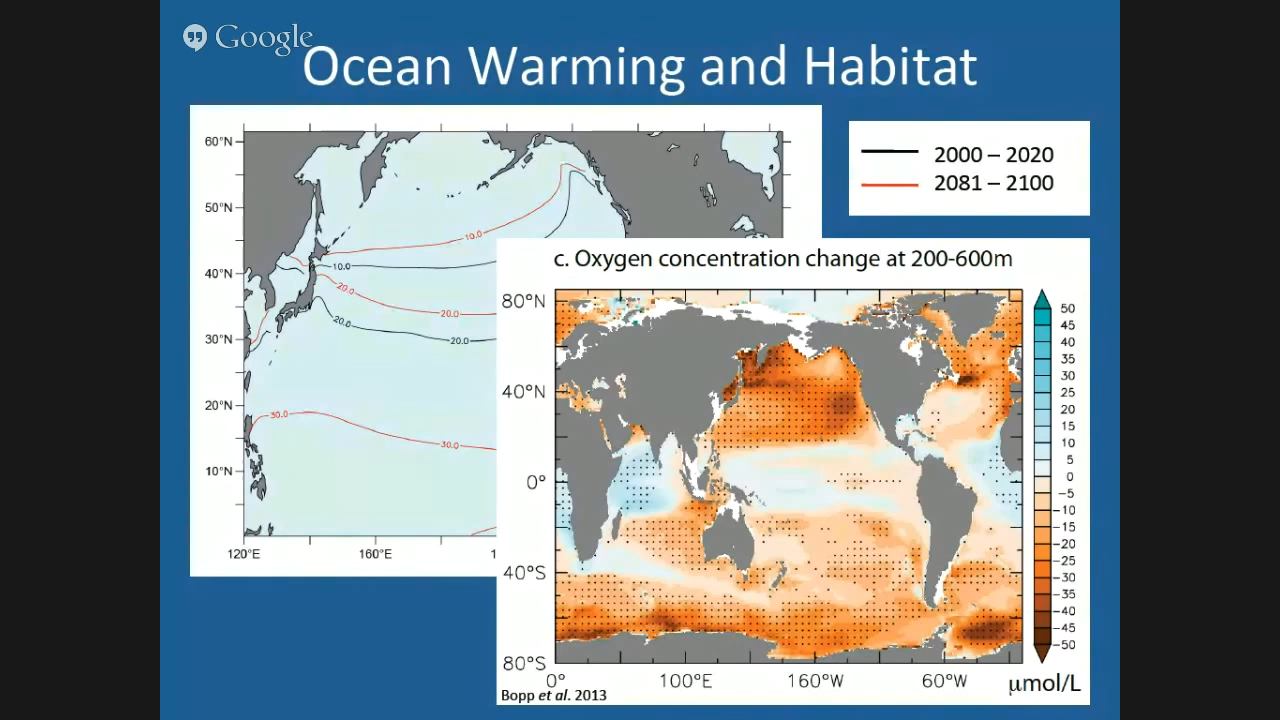 Google
Ocean Warming and Habitat
2000 – 2020
2081 – 2100
60°N
50°N
40°N
30°N
20°N
10°N
0°
120°E
160°E
1
10.0
10.0
20.0
20.0
20.0
20.0
30.0
30.0
c. Oxygen concentration change at 200-600m
80°N
40°N
0°
40°S
80°S
0°
100°E
160°W
60°W
50
45
40
35
30
25
20
15
10
5
0
−5
−10
−15
−20
−25
−30
−35
−40
−45
−50
µmol/L
Bopp et al. 2013